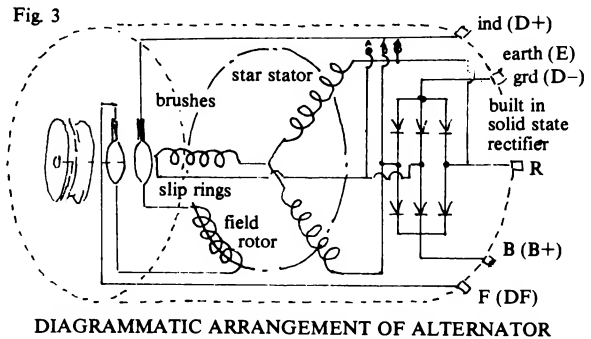 Fig. 3
ind (D+)
earth (E)
grd (D-)
star stator
brushes
built in
solid state
rectifier
R
slip rings
field
rotor
B (B+)
F (DF)
DIAGRAMMATIC ARRANGEMENT OF ALTERNATOR